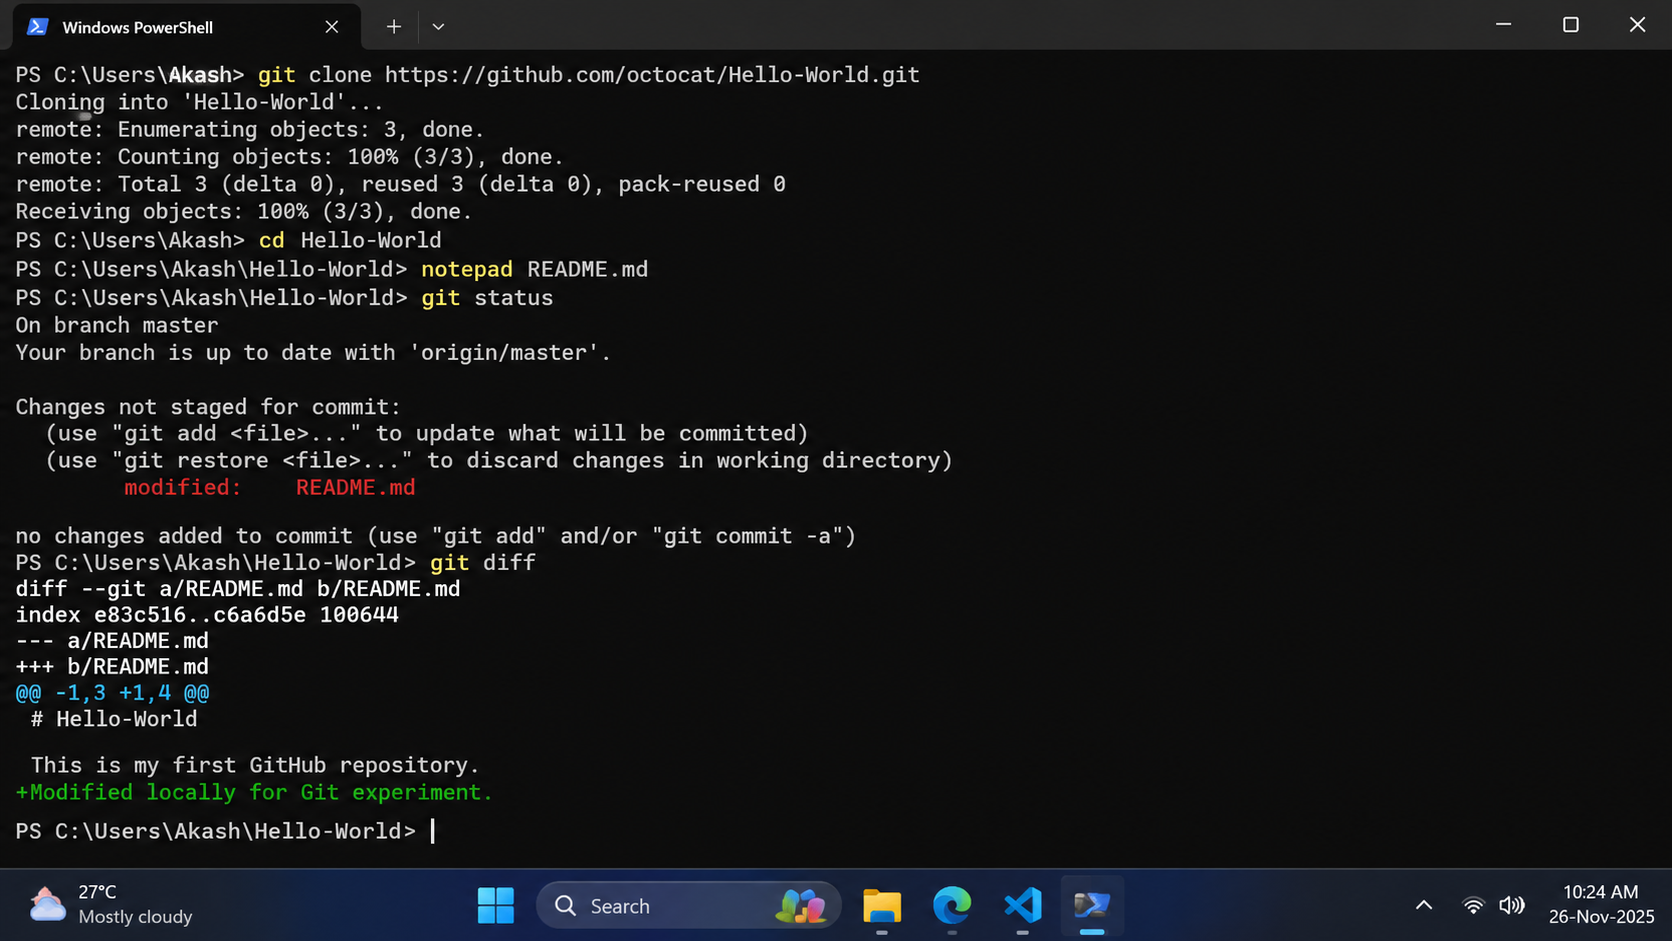 Windows PowerShell
PS C:\Users\Akash> git clone https://github.com/octocat/Hello-World.git
Cloning into 'Hello-World'...
remote: Enumerating objects: 3, done.
remote: Counting objects: 100% (3/3), done.
remote: Total 3 (delta 0), reused 3 (delta 0), pack-reused 0
Receiving objects: 100% (3/3), done.
PS C:\Users\Akash> cd Hello-World
PS C:\Users\Akash\Hello-World> notepad README.md
PS C:\Users\Akash\Hello-World> git status
On branch master
Your branch is up to date with 'origin/master'.

Changes not staged for commit:
  (use "git add <file>..." to update what will be committed)
  (use "git restore <file>..." to discard changes in working directory)
        modified:    README.md

no changes added to commit (use "git add" and/or "git commit -a")
PS C:\Users\Akash\Hello-World> git diff
diff --git a/README.md b/README.md
index e83c516..c6a6d5e 100644
--- a/README.md
+++ b/README.md
@@ -1,3 +1,4 @@
 # Hello-World

 This is my first GitHub repository.
+Modified locally for Git experiment.
PS C:\Users\Akash\Hello-World>
27°C
Mostly cloudy
Search
10:24 AM
26-Nov-2025